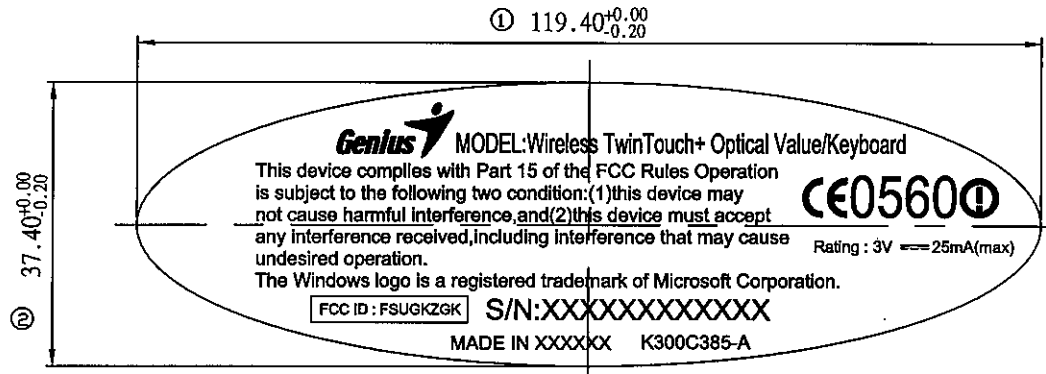 ① 119.40+0.00 -0.20
② 37.40+0.00 -0.20
Genius MODEL:Wireless TwinTouch+ Optical Value/Keyboard
This device complies with Part 15 of the FCC Rules Operation
is subject to the following two condition:(1)this device may
not cause harmful interference,and(2)this device must accept
any interference received,including interference that may cause
undesired operation.
The Windows logo is a registered trademark of Microsoft Corporation.
CE0560
Rating : 3V ⎓ 25mA(max)
FCC ID : FSUGKZGK S/N:XXXXXXXXXXXX
MADE IN XXXXXX K300C385-A